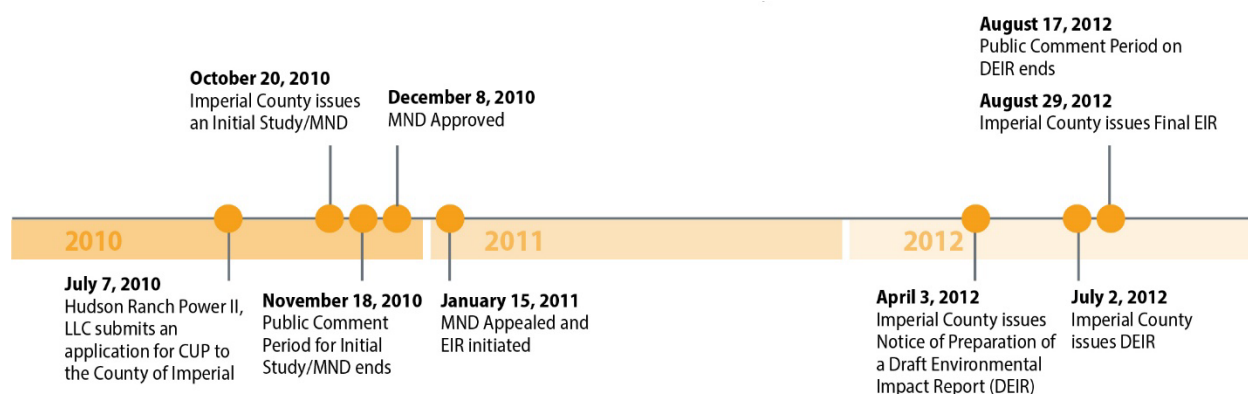 August 17, 2012
Public Comment Period on
DEIR ends
August 29, 2012
Imperial County issues Final EIR
October 20, 2010
Imperial County issues
an Initial Study/MND
December 8, 2010
MND Approved
2010
2011
2012
July 7, 2010
Hudson Ranch Power II,
LLC submits an
application for CUP to
the County of Imperial
November 18, 2010
Public Comment
Period for Initial
Study/MND ends
January 15, 2011
MND Appealed and
EIR initiated
April 3, 2012
Imperial County issues
Notice of Preparation of
a Draft Environmental
Impact Report (DEIR)
July 2, 2012
Imperial County
issues DEIR